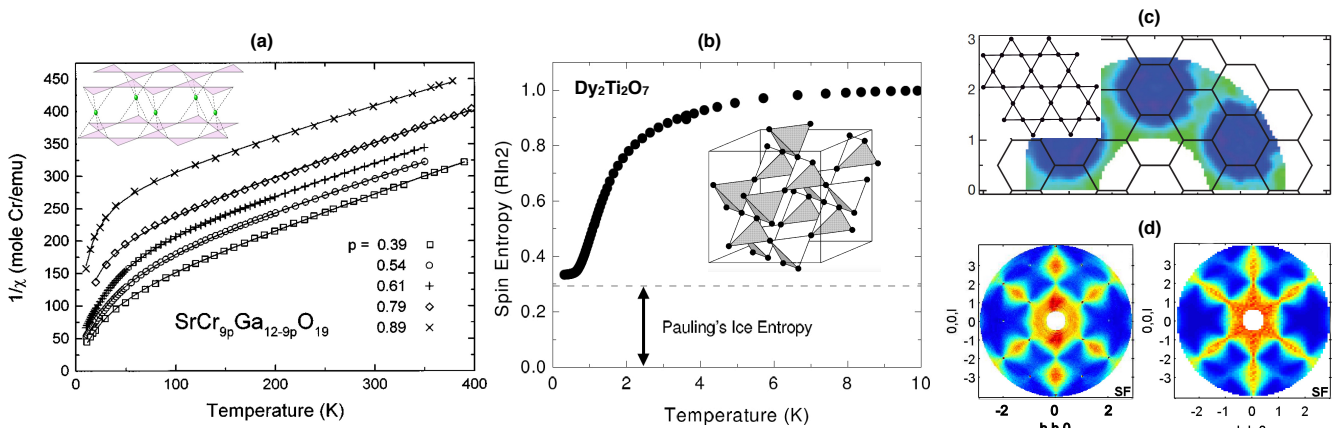 (a)
450
400
350
300
250
200
150
100
50
0
1/χ (mole Cr/emu)
p = 0.39
0.54
0.61
0.79
0.89
SrCr9pGa12-9pO19
0 100 200 300 400
Temperature (K)
(b)
Dy2Ti2O7
1.0
0.8
0.6
0.4
0.2
0.0
Spin Entropy (Rln2)
Pauling's Ice Entropy
0 2 4 6 8 10
Temperature (K)
(c)
3
2
1
0
(d)
3
2
1
0
-1
-2
-3
0,0,l
SF
-2 0 2
h,h,0
3
2
1
0
-1
-2
-3
0,0,l
SF
-2 -1 0 1 2